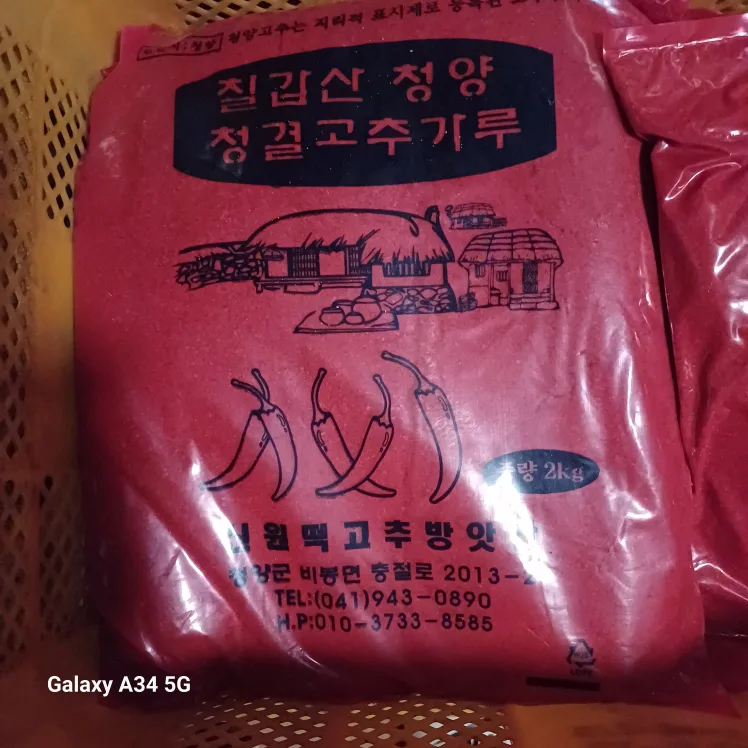 청양고추는 지리적 표시제로 등록된
칠갑산 청양
청결고추가루
중량 2kg
떡고추방앗
청양군 비봉면 충절로 2013-2
TEL:(041)943-0890
H.P:010-3733-8585
Galaxy A34 5G